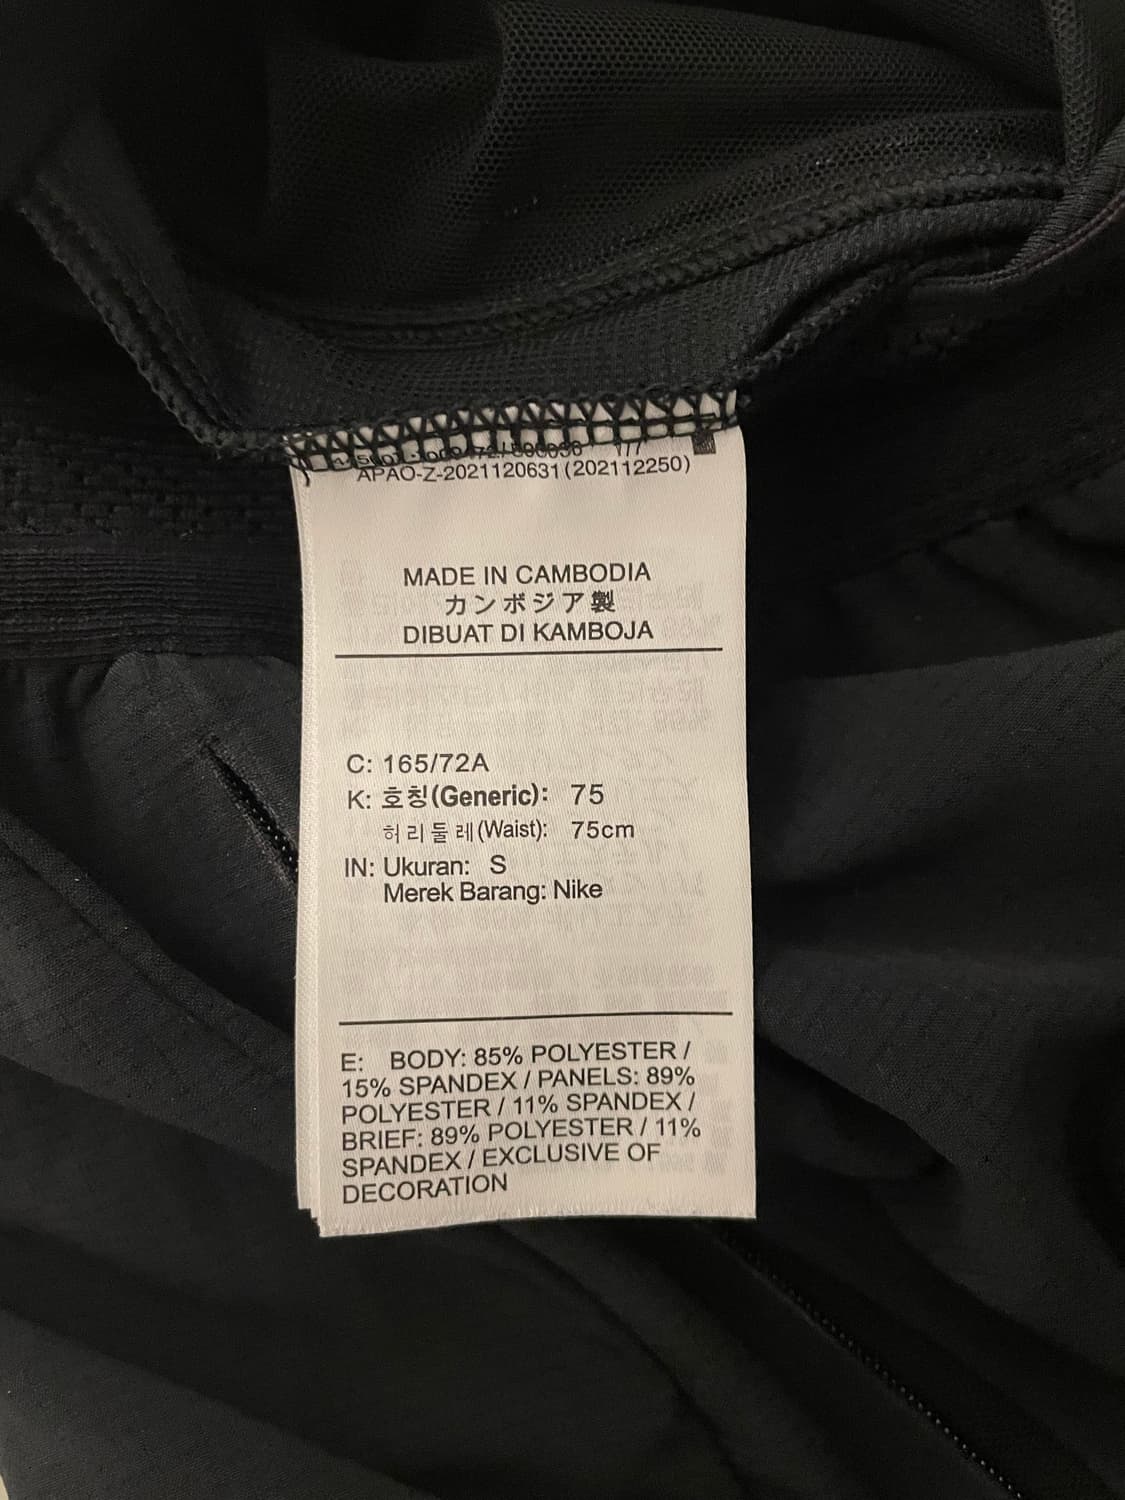 APAO-Z-2021120631(202112250)
MADE IN CAMBODIA
カンボジア製
DIBUAT DI KAMBOJA
C: 165/72A
K: 호칭(Generic): 75
허리둘레(Waist): 75cm
IN: Ukuran: S
Merek Barang: Nike
E: BODY: 85% POLYESTER /
15% SPANDEX / PANELS: 89%
POLYESTER / 11% SPANDEX /
BRIEF: 89% POLYESTER / 11%
SPANDEX / EXCLUSIVE OF
DECORATION